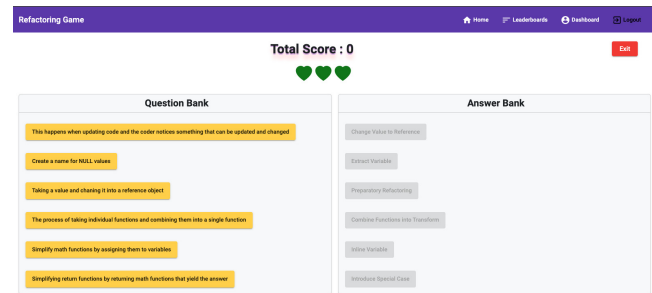 Refactoring Game
Home
Leaderboards
Dashboard
Logout
Total Score : 0
Exit
Question Bank
This happens when updating code and the coder notices something that can be updated and changed
Create a name for NULL values
Taking a value and chaning it into a reference object
The process of taking individual functions and combining them into a single function
Simplify math functions by assigning them to variables
Simplifying return functions by returning math functions that yield the answer
Answer Bank
Change Value to Reference
Extract Variable
Preparatory Refactoring
Combine Functions into Transform
Inline Variable
Introduce Special Case